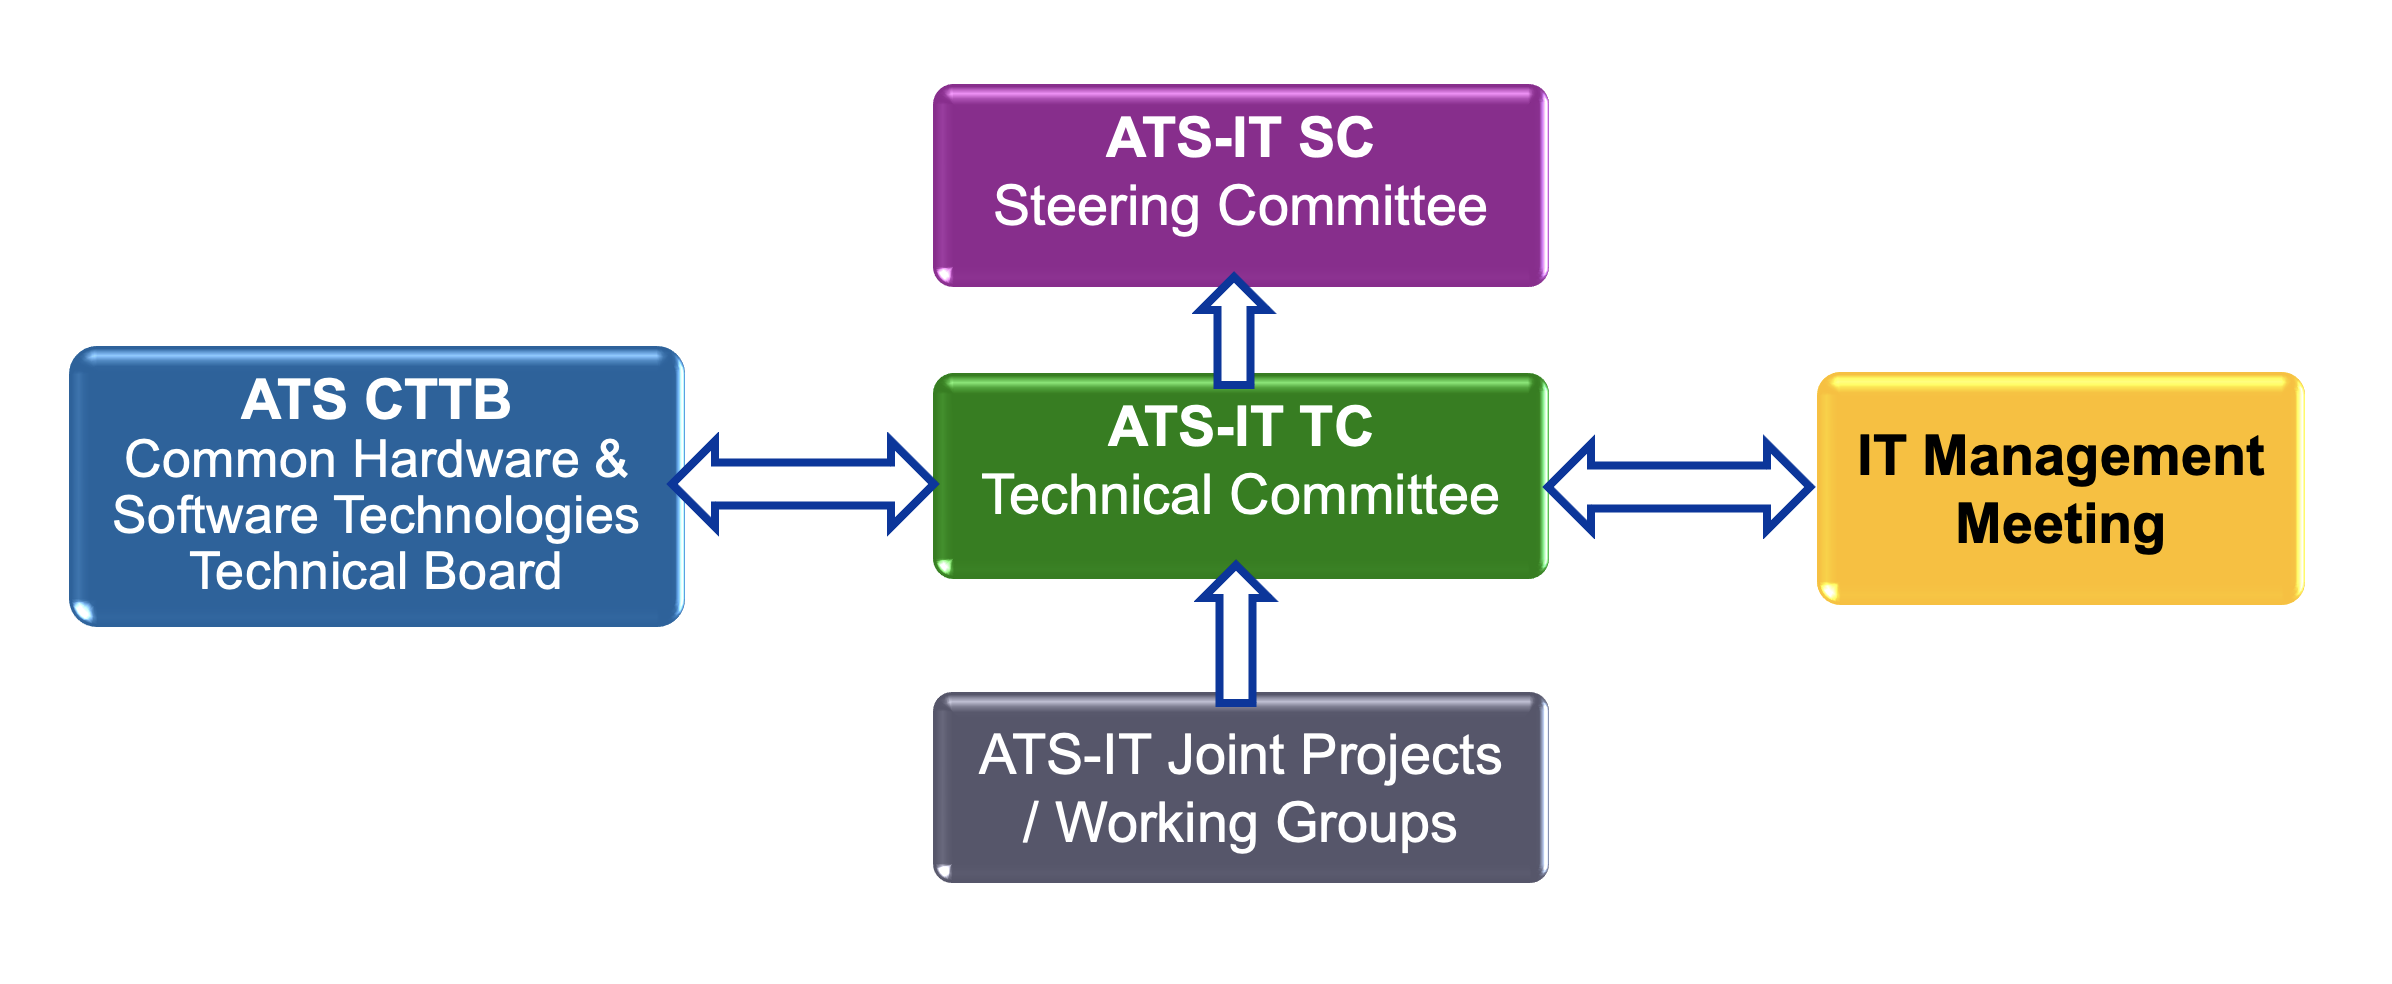 ATS-IT SC
Steering Committee
ATS CTTB
Common Hardware &
Software Technologies
Technical Board
ATS-IT TC
Technical Committee
IT Management
Meeting
ATS-IT Joint Projects
/ Working Groups